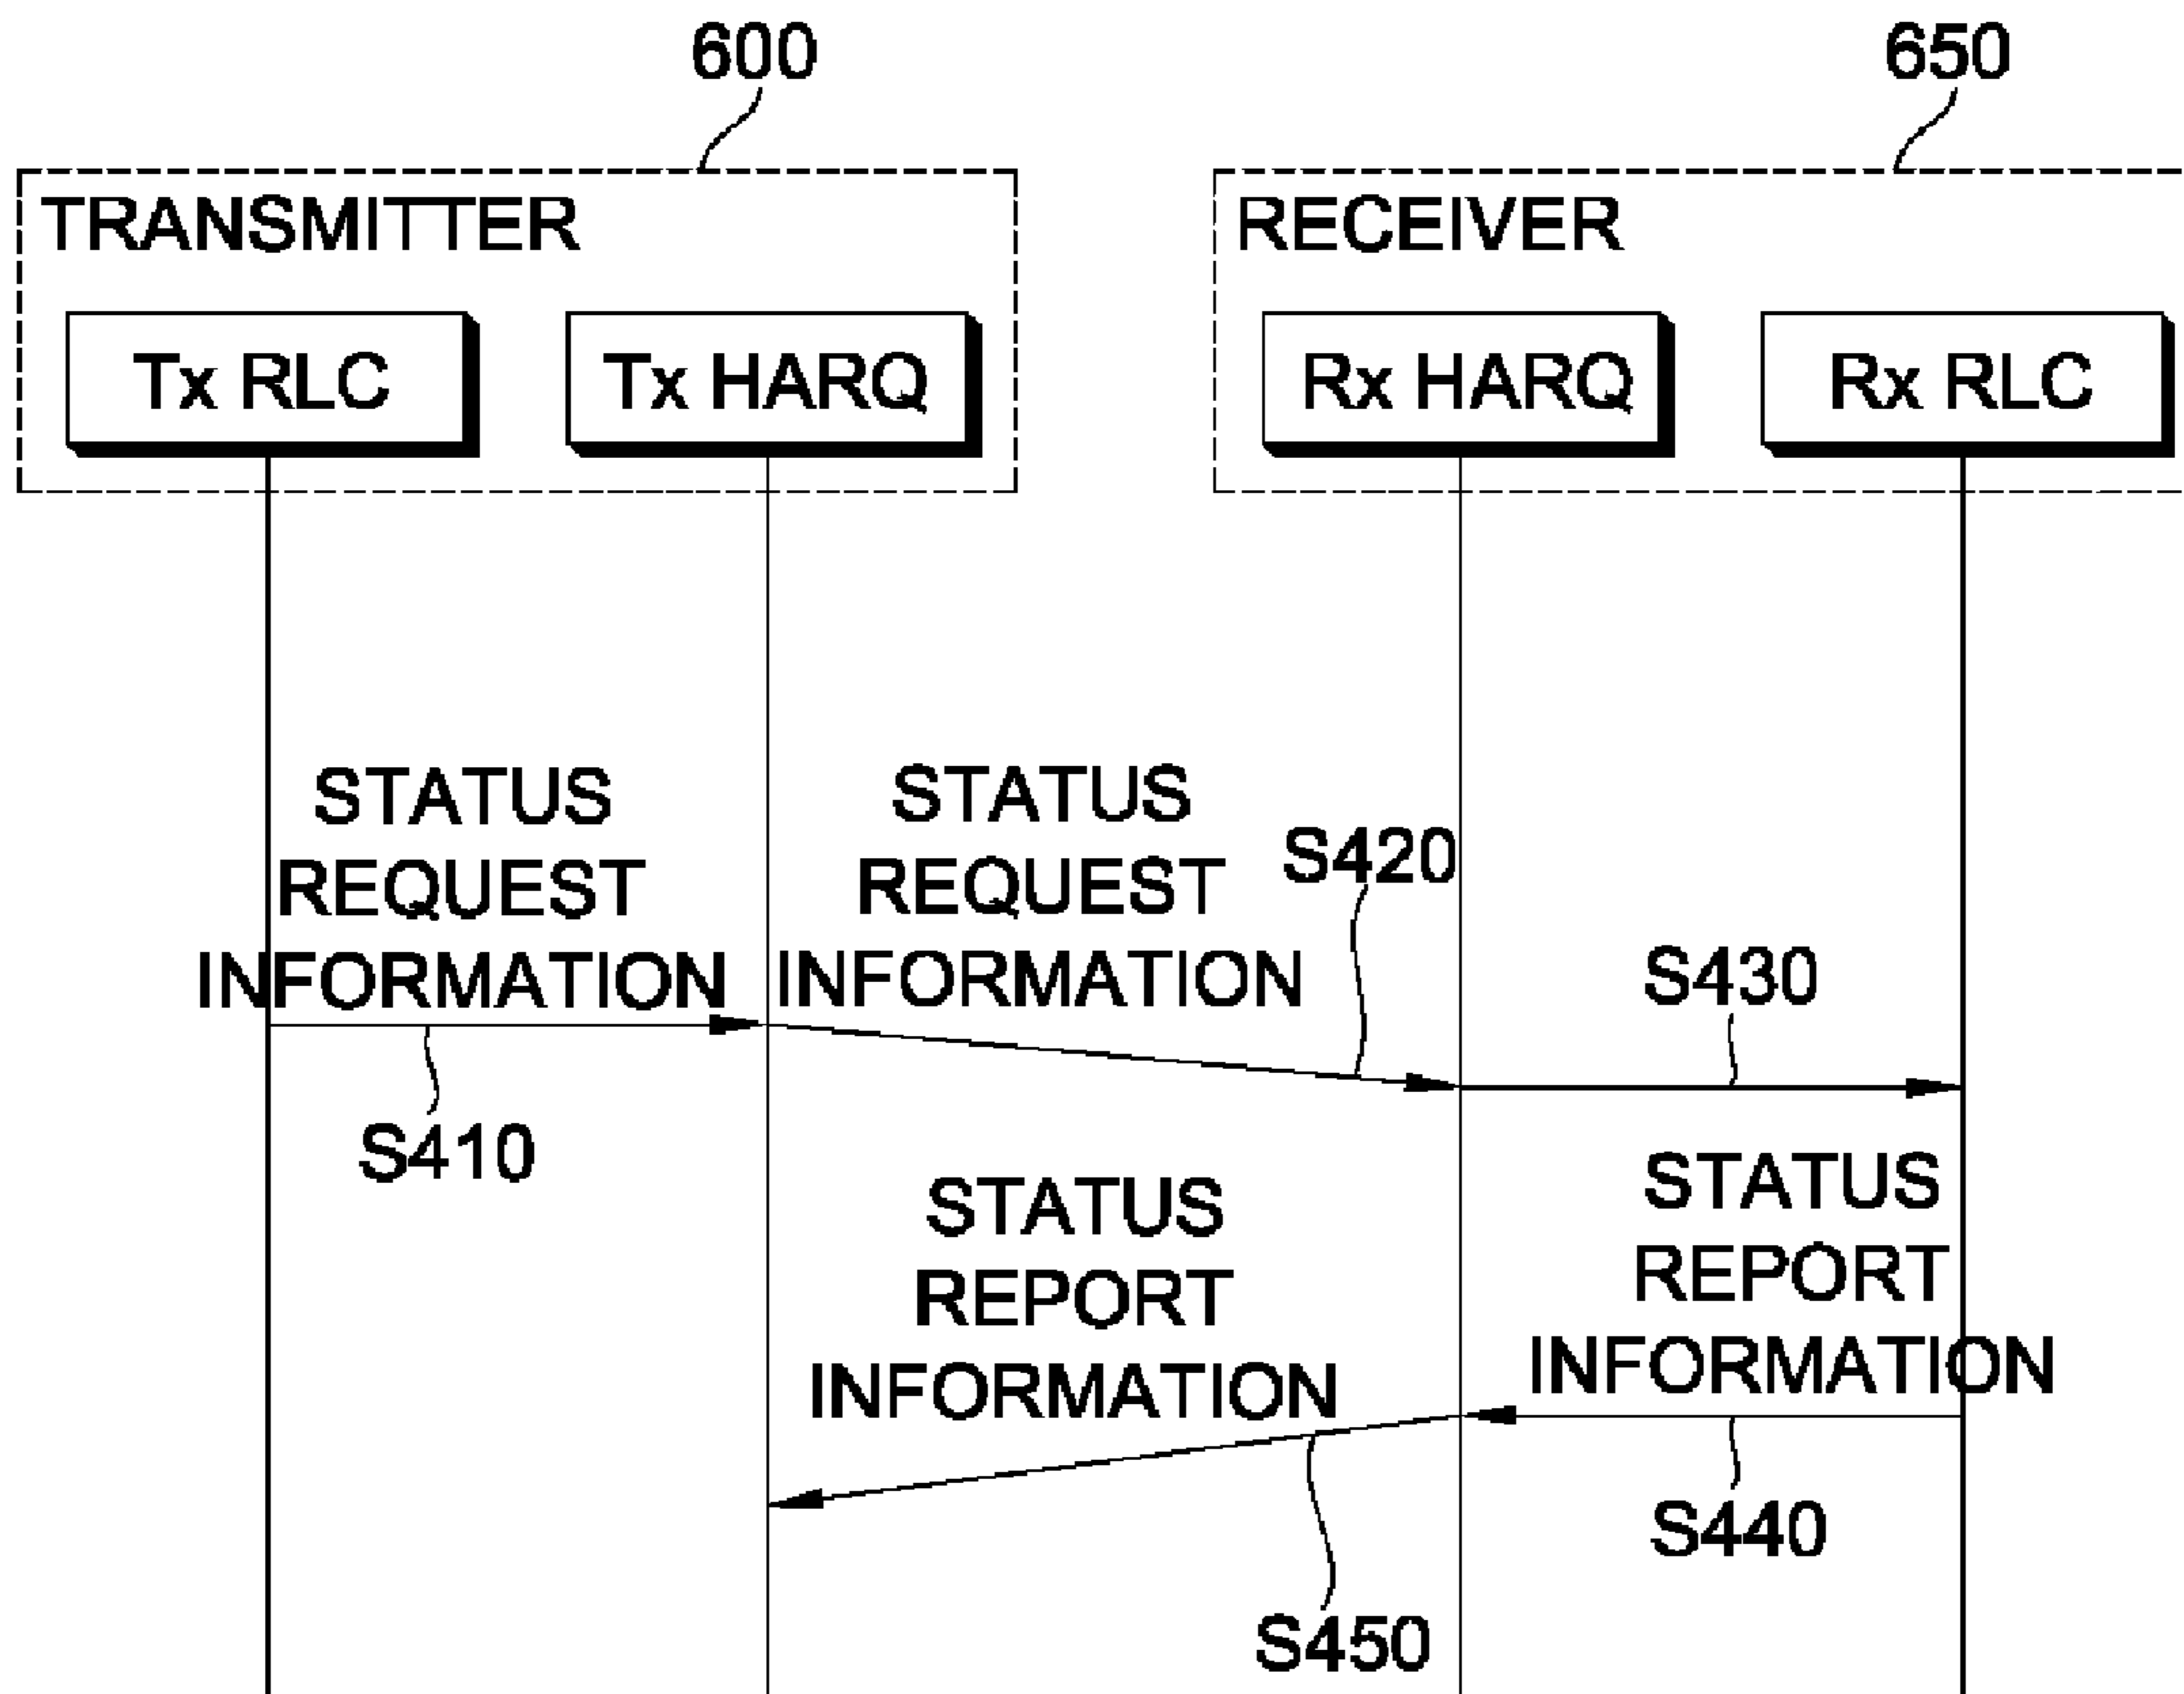 600
650
TRANSMITTER
RECEIVER
Tx RLC
Tx HARQ
Rx HARQ
Rx RLC
STATUS
REQUEST
INFORMATION
STATUS
REQUEST
INFORMATION
S420
S430
S410
STATUS
REPORT
INFORMATION
STATUS
REPORT
INFORMATION
S440
S450